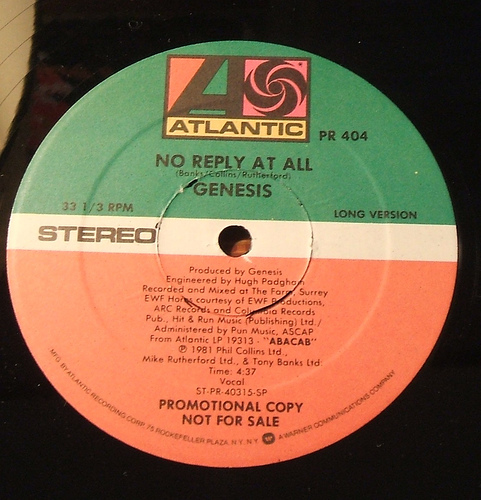 ATLANTIC
PR 404
NO REPLY AT ALL
(Banks/Collins/Rutherford)
GENESIS
33 1/3 RPM
LONG VERSION
STEREO
Produced by Genesis
Engineered by Hugh Padgham
Recorded and Mixed at The Farm, Surrey
EWF Horns courtesy of EWF Productions,
ARC Records and Columbia Records
Pub., Hit & Run Music (Publishing) Ltd./
Administered by Pun Music, ASCAP
From Atlantic LP 19313 - "ABACAB"
℗ 1981 Phil Collins Ltd.,
Mike Rutherford Ltd., & Tony Banks Ltd
Time: 4:37
Vocal
ST-PR-40315-SP
PROMOTIONAL COPY
NOT FOR SALE
MFG. BY ATLANTIC RECORDING CORP., 75 ROCKEFELLER PLAZA, N.Y. N.Y. A WARNER COMMUNICATIONS COMPANY